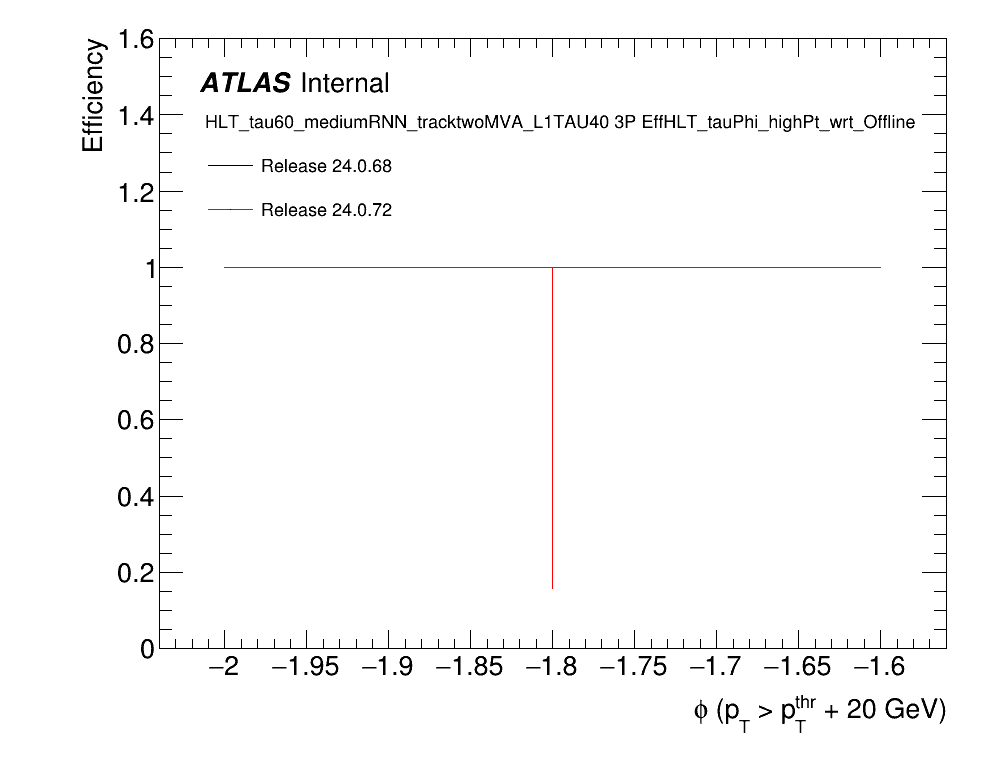 Efficiency
1.6
1.4
1.2
1
0.8
0.6
0.4
0.2
0
ATLAS Internal
HLT_tau60_mediumRNN_tracktwoMVA_L1TAU40 3P EffHLT_tauPhi_highPt_wrt_Offline
Release 24.0.68
Release 24.0.72
−2 −1.95 −1.9 −1.85 −1.8 −1.75 −1.7 −1.65 −1.6
ϕ (p_T > p_T^thr + 20 GeV)